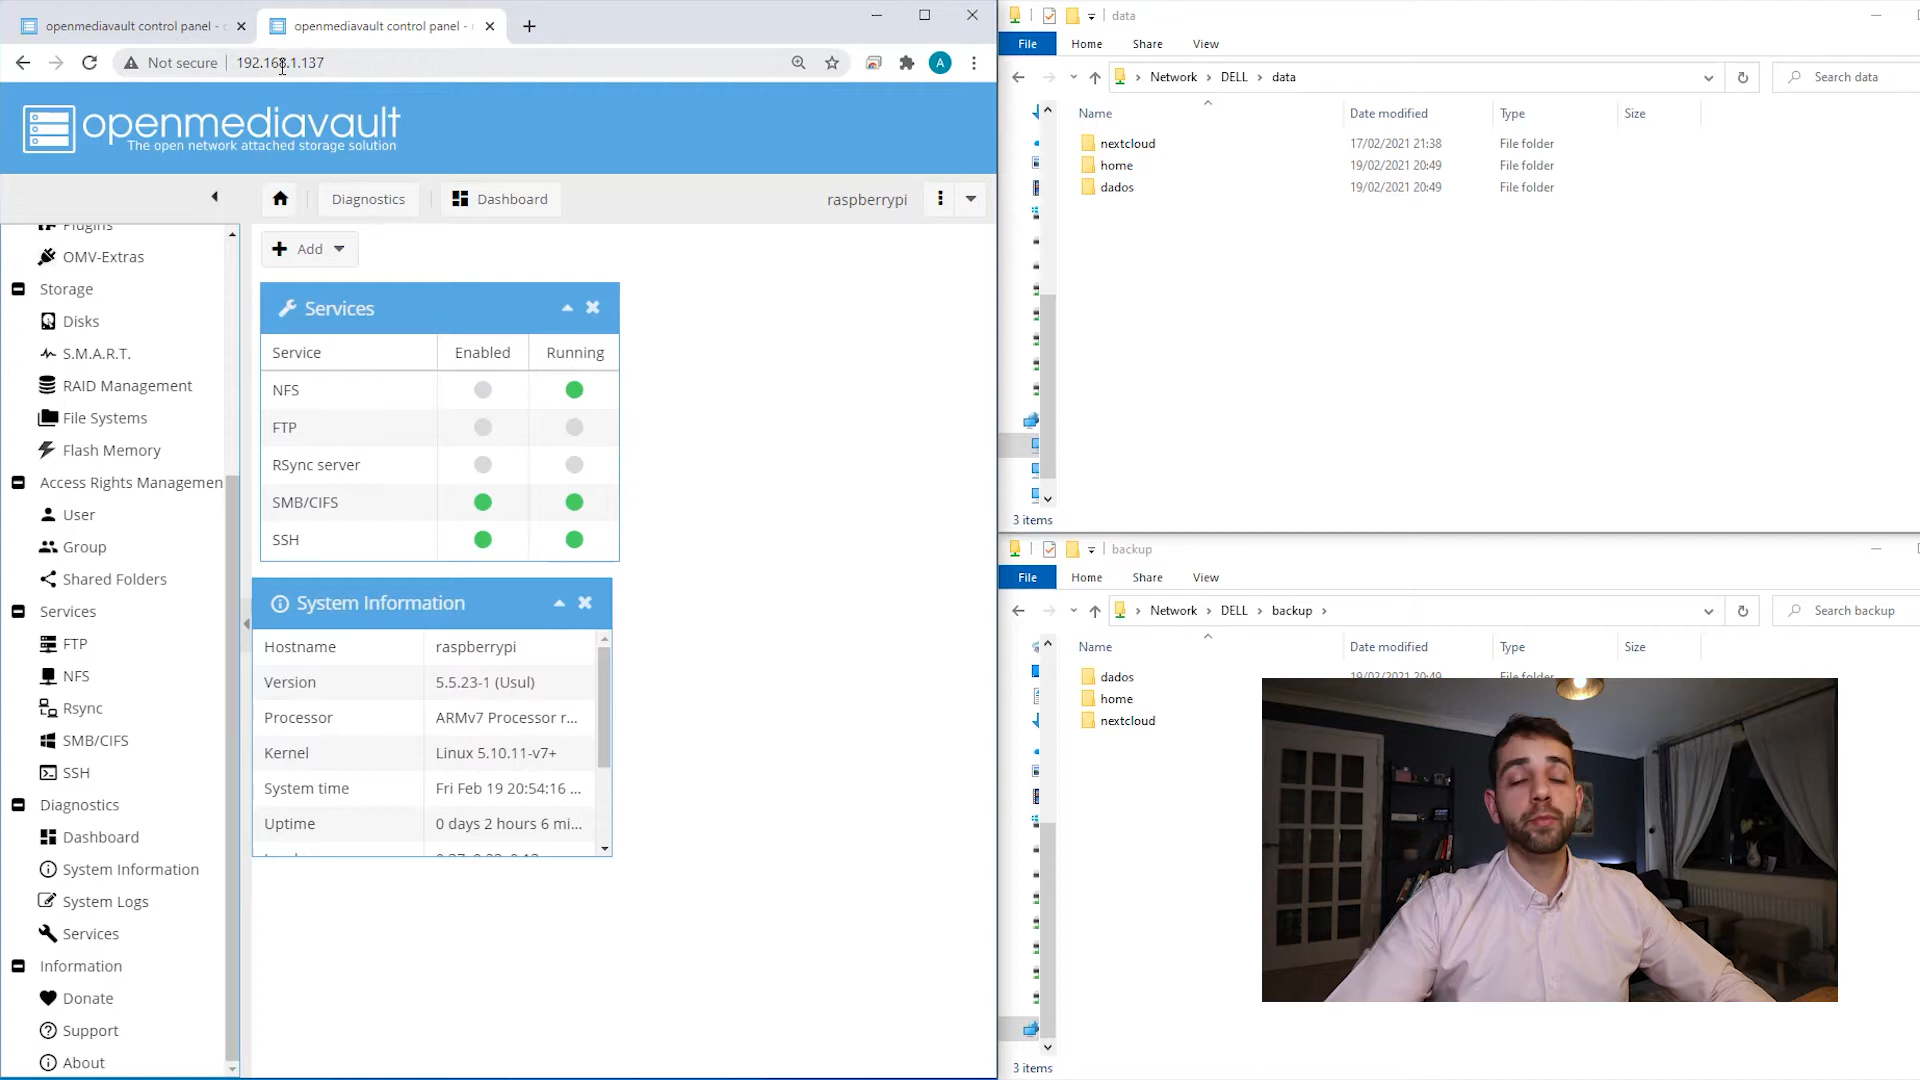 openmediavault control panel - 
openmediavault control panel - 
Not secure
192.168.1.137
A
openmediavault
The open network attached storage solution
Diagnostics
Dashboard
raspberrypi
Plugins
OMV-Extras
Storage
Disks
S.M.A.R.T.
RAID Management
File Systems
Flash Memory
Access Rights Managemen
User
Group
Shared Folders
Services
FTP
NFS
Rsync
SMB/CIFS
SSH
Diagnostics
Dashboard
System Information
System Logs
Services
Information
Donate
Support
About
Add
Services
Service Enabled Running
NFS
FTP
RSync server
SMB/CIFS
SSH
System Information
Hostname raspberrypi
Version 5.5.23-1 (Usul)
Processor ARMv7 Processor r...
Kernel Linux 5.10.11-v7+
System time Fri Feb 19 20:54:16 ...
Uptime 0 days 2 hours 6 mi...
data
File Home Share View
Network DELL data
Search data
Name Date modified Type Size
nextcloud 17/02/2021 21:38 File folder
home 19/02/2021 20:49 File folder
dados 19/02/2021 20:49 File folder
3 items
backup
File Home Share View
Network DELL backup
Search backup
Name Date modified Type Size
dados 19/02/2021 20:49 File folder
home
nextcloud
3 items